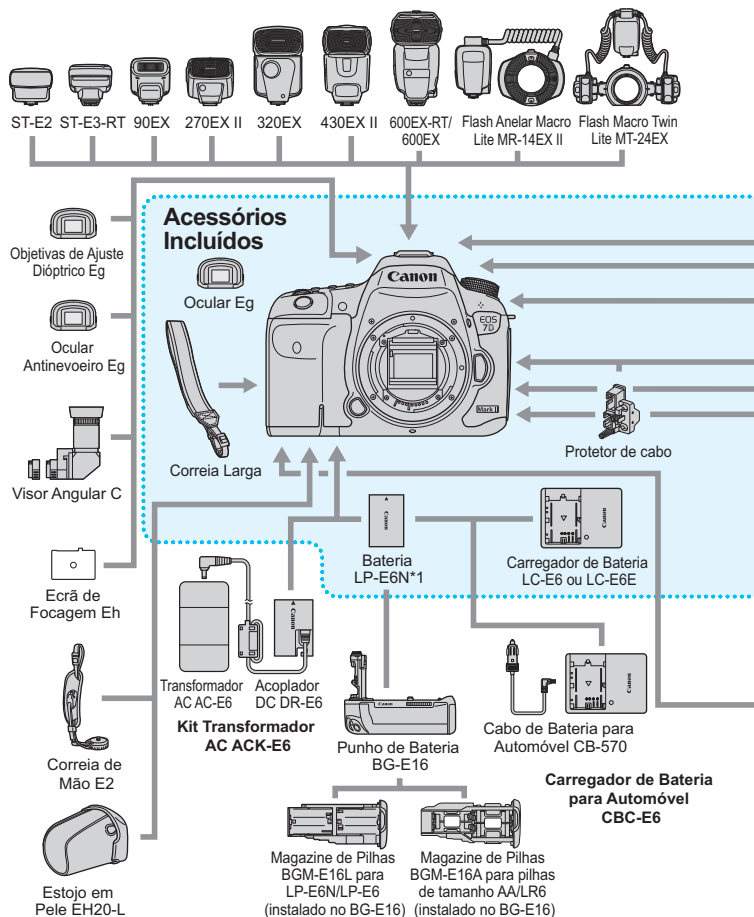 ST-E2
ST-E3-RT
90EX
270EX II
320EX
430EX II
600EX-RT/
600EX
Flash Anelar Macro
Lite MR-14EX II
Flash Macro Twin
Lite MT-24EX
Acessórios
Incluídos
Objetivas de Ajuste
Dióptrico Eg
Ocular Eg
Canon
EOS
7D
Mark II
Ocular
Antinevoeiro Eg
Protetor de cabo
Visor Angular C
Correia Larga
Canon
Bateria
LP-E6N*1
Canon
Carregador de Bateria
LC-E6 ou LC-E6E
Ecrã de
Focagem Eh
Canon
Transformador
AC AC-E6
Acoplador
DC DR-E6
Kit Transformador
AC ACK-E6
Canon
Punho de Bateria
BG-E16
Canon
Cabo de Bateria para
Automóvel CB-570
Carregador de Bateria
para Automóvel
CBC-E6
Correia de
Mão E2
Estojo em
Pele EH20-L
Magazine de Pilhas
BGM-E16L para
LP-E6N/LP-E6
(instalado no BG-E16)
Magazine de Pilhas
BGM-E16A para pilhas
de tamanho AA/LR6
(instalado no BG-E16)